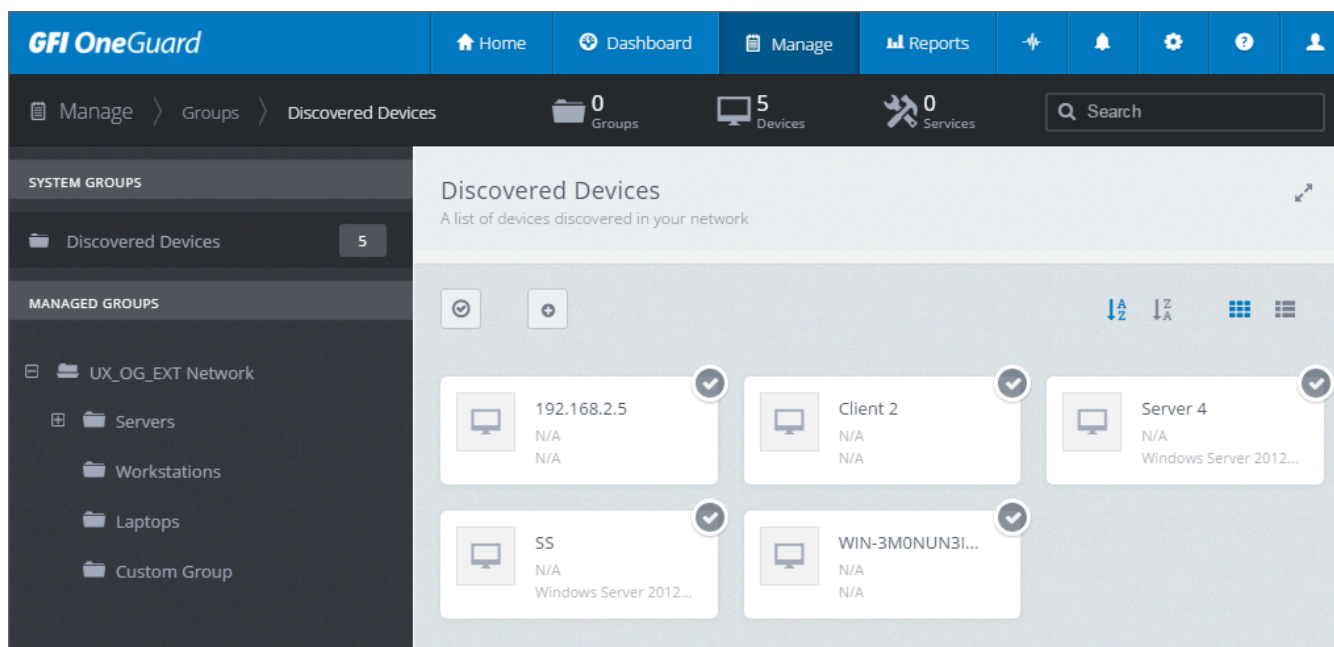 GFI OneGuard
Home
Dashboard
Manage
Reports
Manage
Groups
Discovered Devices
0
Groups
5
Devices
0
Services
Search
SYSTEM GROUPS
Discovered Devices
5
MANAGED GROUPS
UX_OG_EXT Network
Servers
Workstations
Laptops
Custom Group
Discovered Devices
A list of devices discovered in your network
A
Z
Z
A
192.168.2.5
N/A
N/A
Client 2
N/A
N/A
Server 4
N/A
Windows Server 2012...
SS
N/A
Windows Server 2012...
WIN-3M0NUN3I...
N/A
N/A